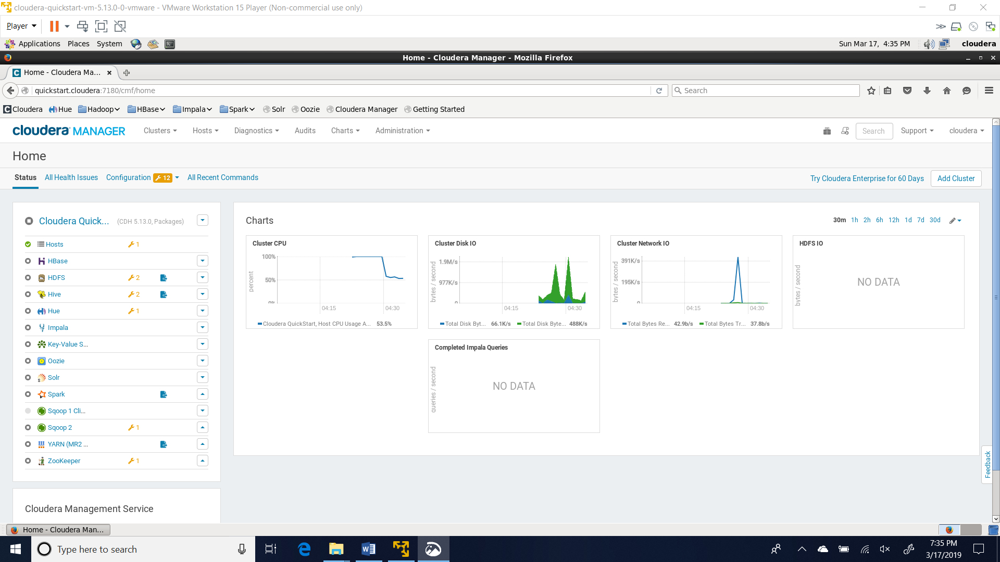 cloudera-quickstart-vm-5.13.0-0-vmware - VMware Workstation 15 Player (Non-commercial use only)
Player
Applications Places System Sun Mar 17, 4:35 PM cloudera
Home - Cloudera Manager - Mozilla Firefox
Home - Cloudera Ma...
quickstart.cloudera:7180/cmf/home Search
Cloudera Hue Hadoop HBase Impala Spark Solr Oozie Cloudera Manager Getting Started
cloudera MANAGER Clusters Hosts Diagnostics Audits Charts Administration Search Support cloudera
Home
Status All Health Issues Configuration 12 All Recent Commands Try Cloudera Enterprise for 60 Days Add Cluster
Cloudera Quick... (CDH 5.13.0, Packages)
Hosts 1
HBase
HDFS 2
Hive 2
Hue 1
Impala
Key-Value S...
Oozie
Solr
Spark
Sqoop 1 Cli...
Sqoop 2 1
YARN (MR2 ...
ZooKeeper 1
Cloudera Management Service
Charts 30m 1h 2h 6h 12h 1d 7d 30d
Cluster CPU
percent
100%
50%
0%
04:15 04:30
Cloudera QuickStart, Host CPU Usage A... 53.5%
Cluster Disk IO
bytes / second
1.9M/s
977K/s
0
04:15 04:30
Total Disk Byt... 66.1K/s Total Disk Byte... 488K/s
Cluster Network IO
bytes / second
391K/s
195K/s
0
04:15 04:30
Total Bytes Re... 42.9b/s Total Bytes Tr... 37.8b/s
HDFS IO
bytes / second
NO DATA
Completed Impala Queries
queries / second
NO DATA
Feedback
Home - Cloudera Man...
Type here to search
7:35 PM
3/17/2019